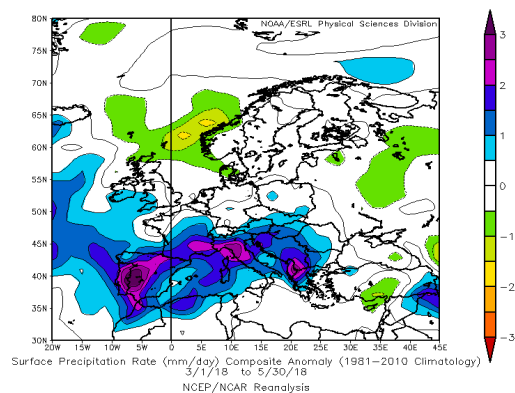 NOAA/ESRL Physical Sciences Division
80N
75N
70N
65N
60N
55N
50N
45N
40N
35N
30N
20W 15W 10W 5W 0 5E 10E 15E 20E 25E 30E 35E 40E 45E
3
2
1
0
-1
-2
-3
Surface Precipitation Rate (mm/day) Composite Anomaly (1981-2010 Climatology)
3/1/18 to 5/30/18
NCEP/NCAR Reanalysis